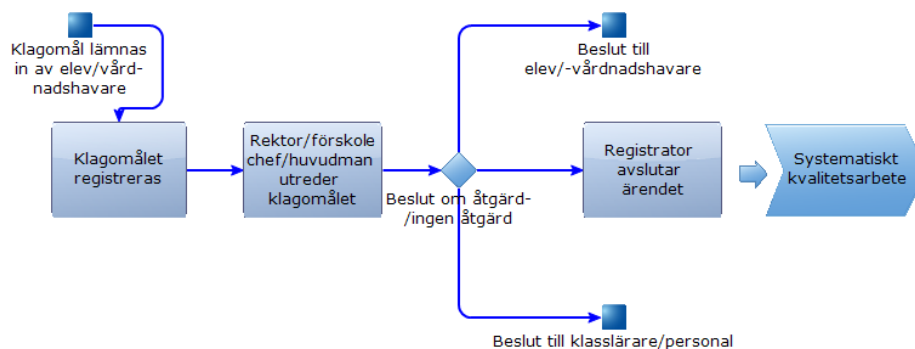 Klagomål lämnas
in av elev/vård-
nadshavare
Klagomålet
registreras
Rektor/förskole
chef/huvudman
utreder
klagomålet
Beslut om åtgärd-
/ingen åtgärd
Beslut till
elev/-vårdnadshavare
Registrator
avslutar
ärendet
Systematiskt
kvalitetsarbete
Beslut till klasslärare/personal